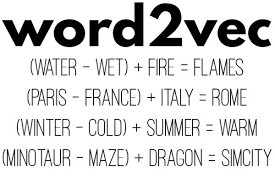 word2vec
(WATER - WET) + FIRE = FLAMES
(PARIS - FRANCE) + ITALY = ROME
(WINTER - COLD) + SUMMER = WARM
(MINOTAUR - MAZE) + DRAGON = SIMCITY